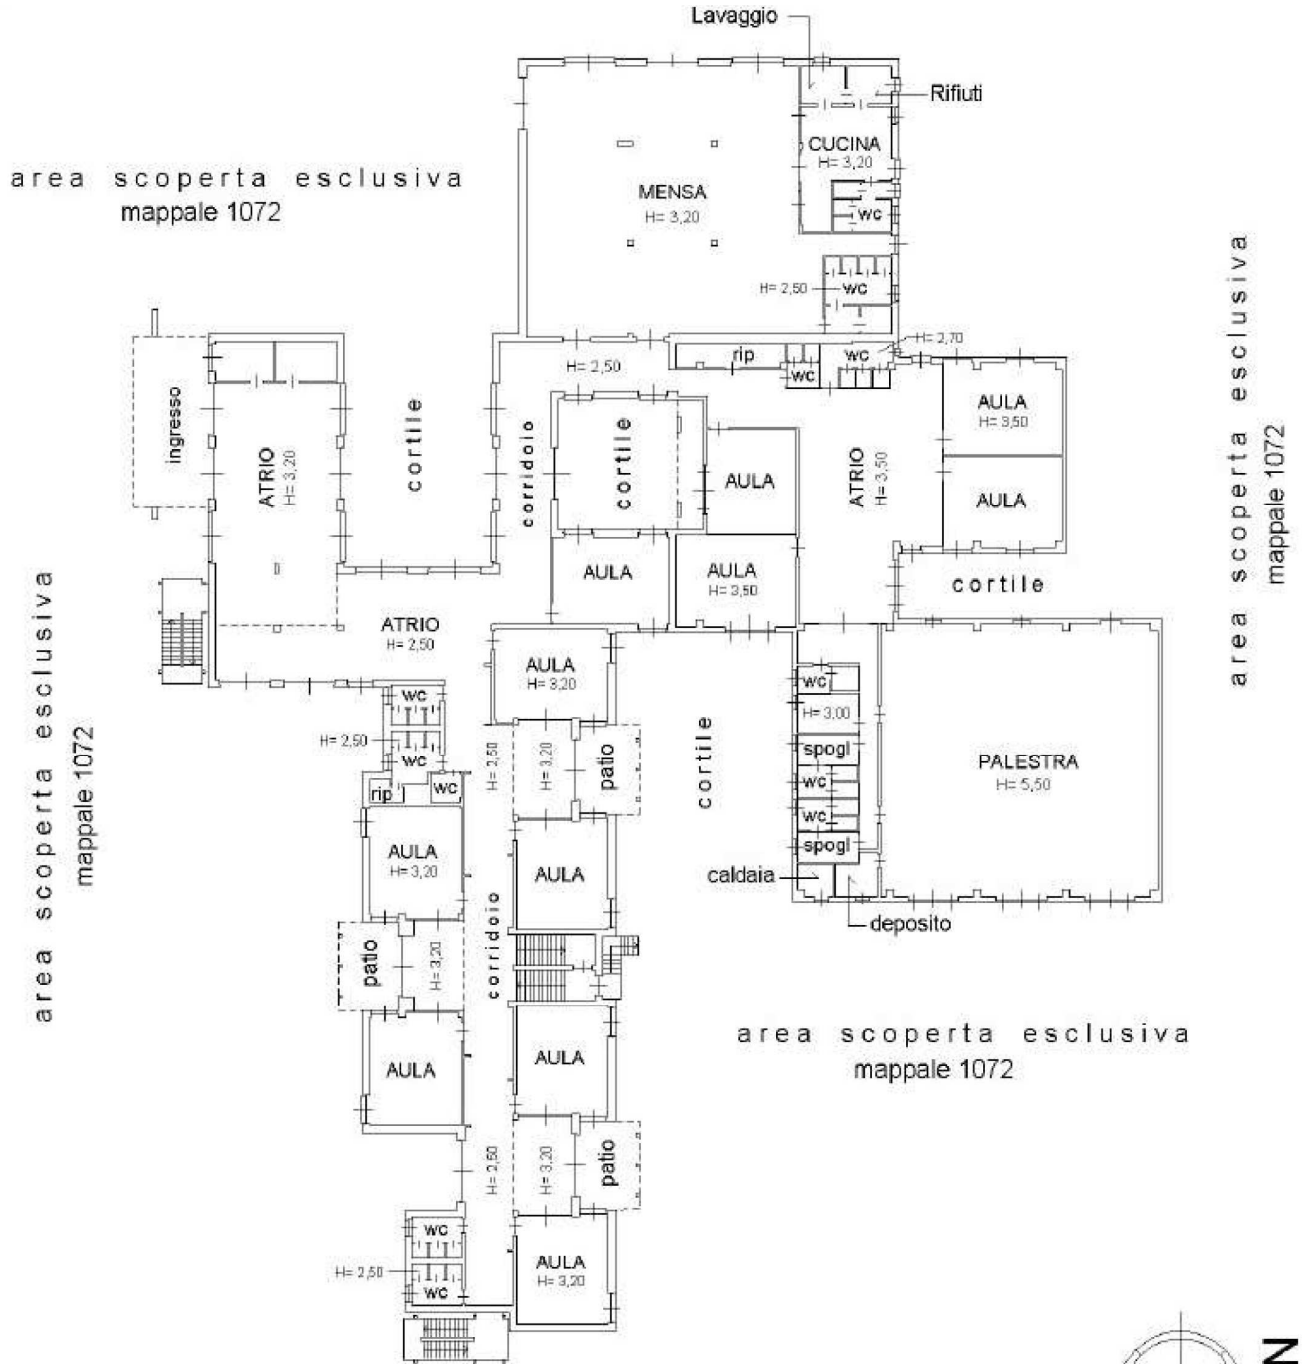 Lavaggio
Rifiuti
CUCINA
H= 3,20
area scoperta esclusiva
mappale 1072
MENSA
H= 3,20
wc
H= 2,50
wc
H= 2,70
rip
wc
wc
H= 2,50
ingresso
ATRIO
H= 3,20
cortile
corridoio
cortile
AULA
ATRIO
H= 3,50
AULA
H= 3,50
AULA
area scoperta esclusiva
mappale 1072
AULA
AULA
H= 3,50
cortile
ATRIO
H= 2,50
AULA
H= 3,20
wc
H= 2,50
wc
rip
wc
H= 2,50
H= 3,20
patio
cortile
wc
H= 3.00
spogl
wc
wc
spogl
PALESTRA
H= 5,50
caldaia
deposito
area scoperta esclusiva
mappale 1072
AULA
H= 3,20
AULA
patio
H= 3,20
corridoio
AULA
AULA
area scoperta esclusiva
mappale 1072
H= 2,50
H= 3,20
patio
wc
H= 2,50
wc
AULA
H= 3,20
N